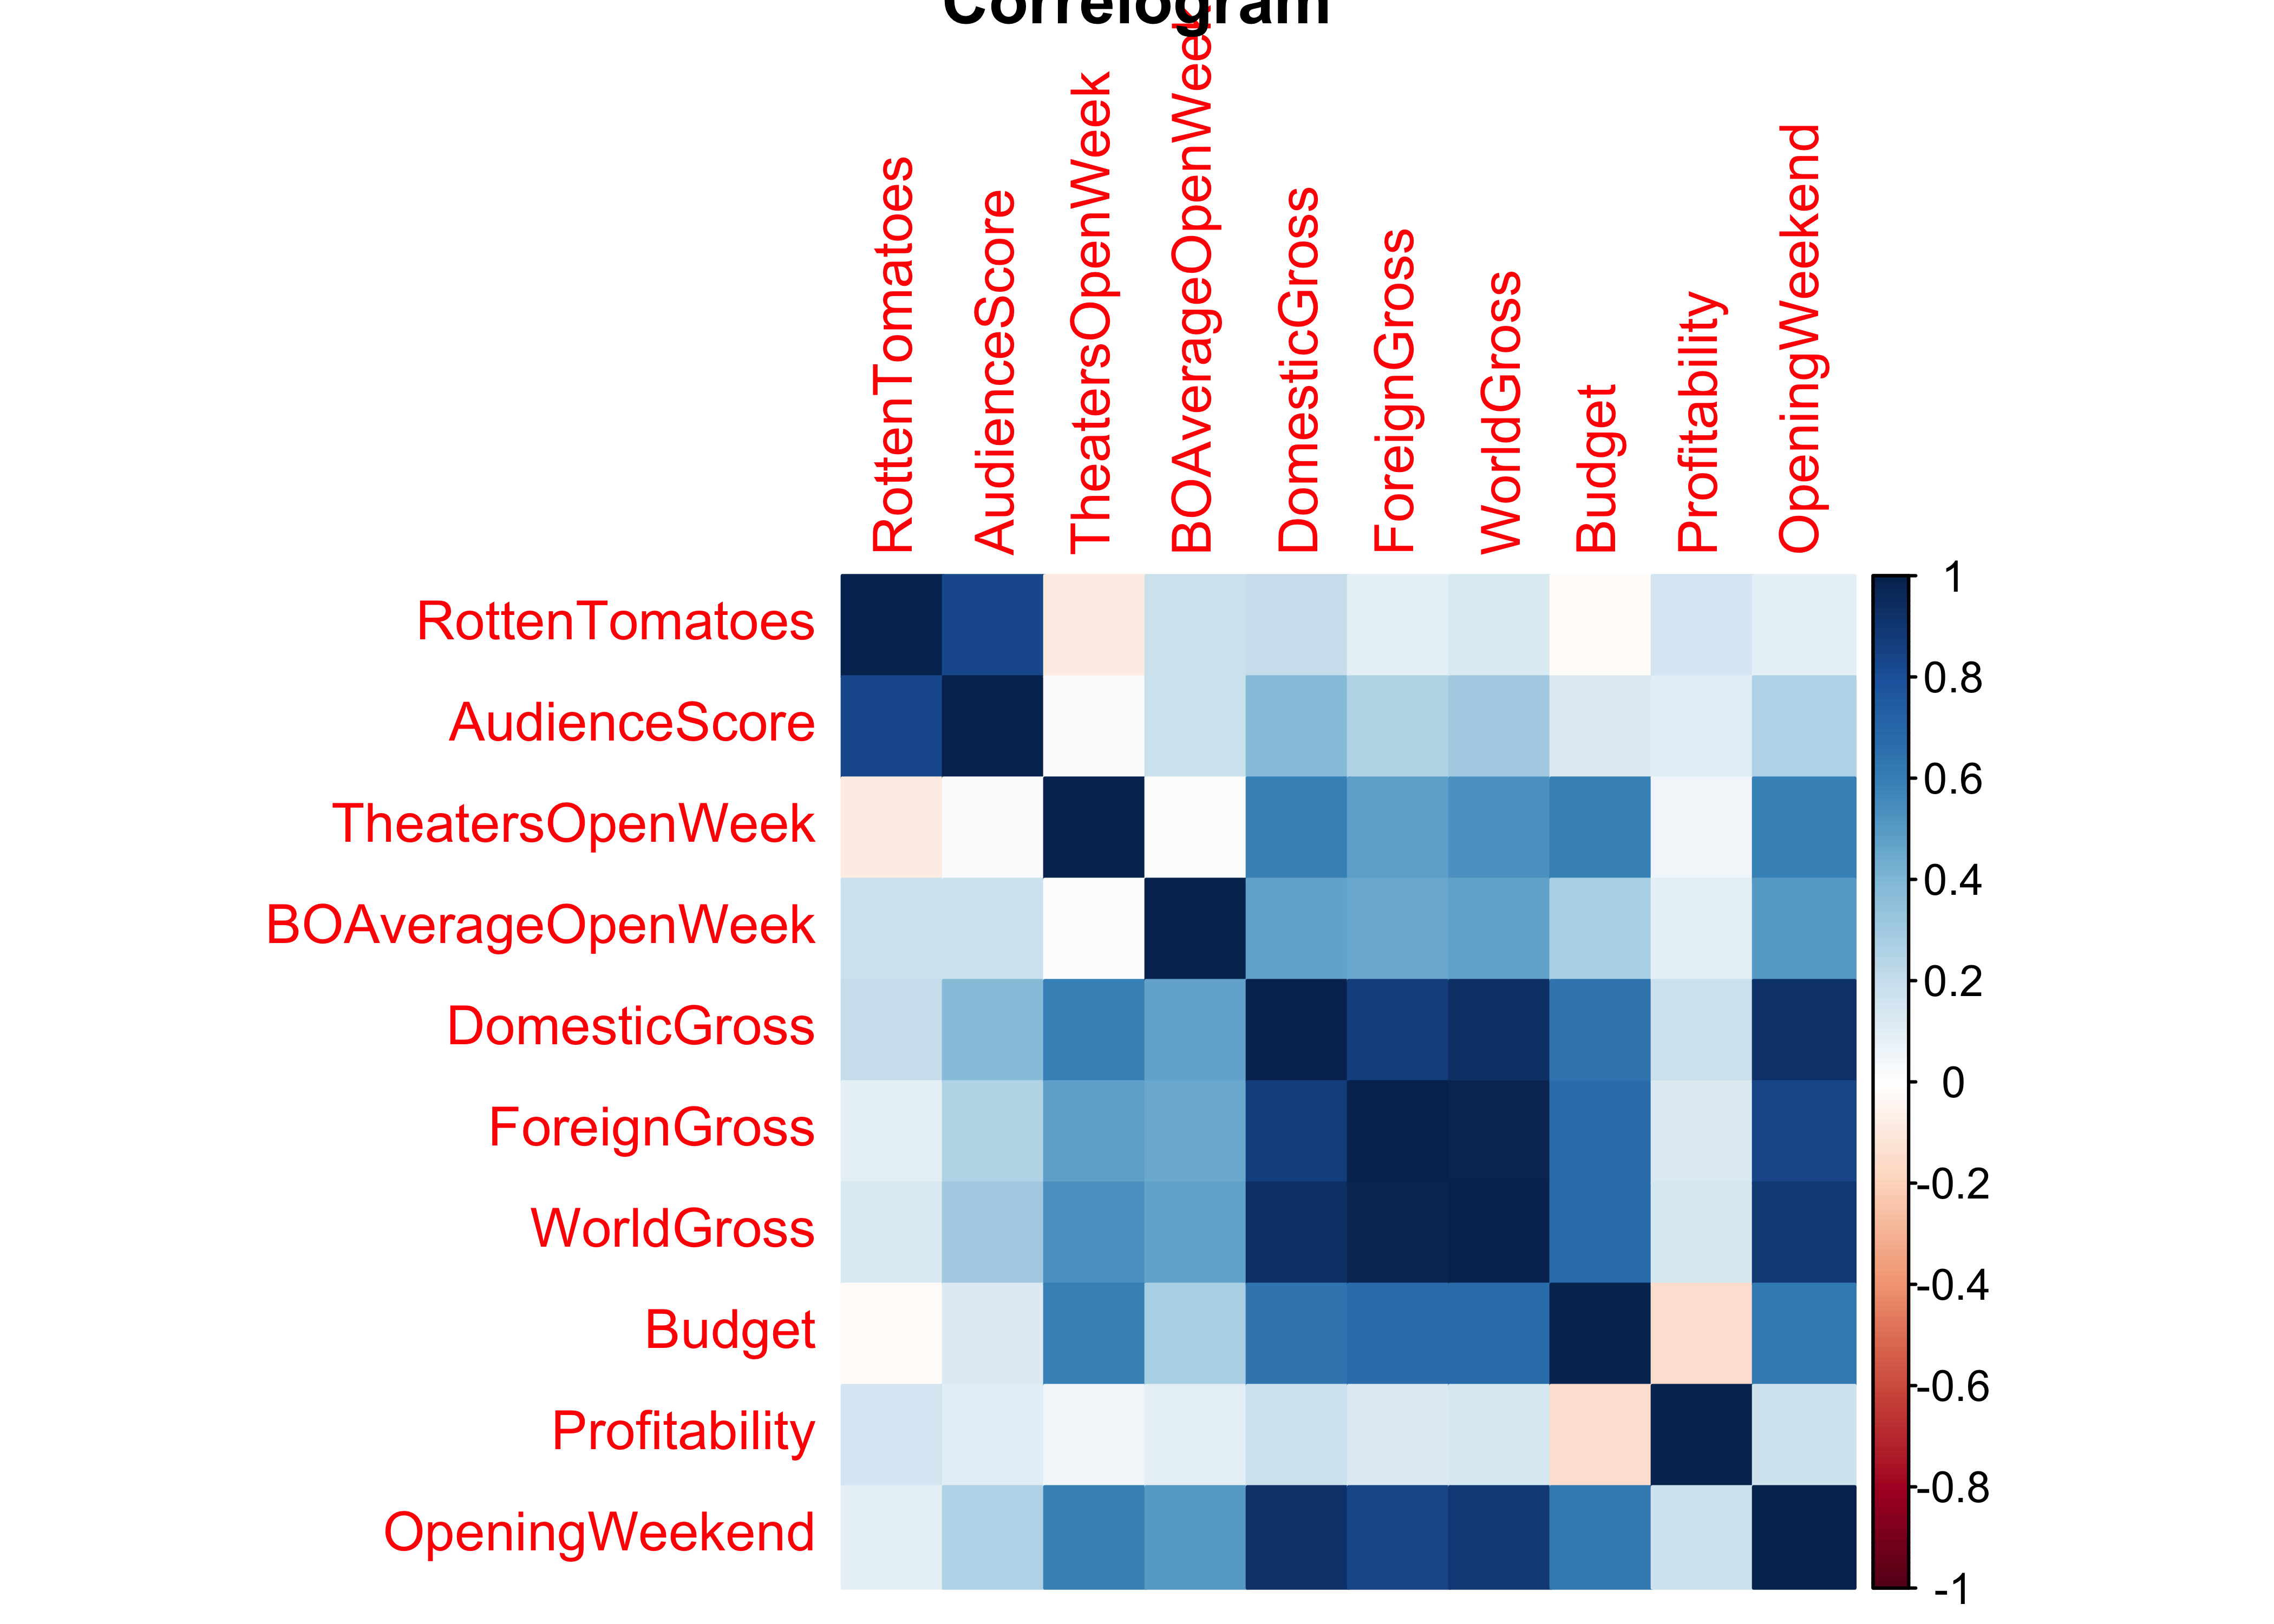 Correlogram
RottenTomatoes
AudienceScore
TheatersOpenWeek
BOAverageOpenWeek
DomesticGross
ForeignGross
WorldGross
Budget
Profitability
OpeningWeekend
RottenTomatoes
AudienceScore
TheatersOpenWeek
BOAverageOpenWeek
DomesticGross
ForeignGross
WorldGross
Budget
Profitability
OpeningWeekend
1
0.8
0.6
0.4
0.2
0
-0.2
-0.4
-0.6
-0.8
-1